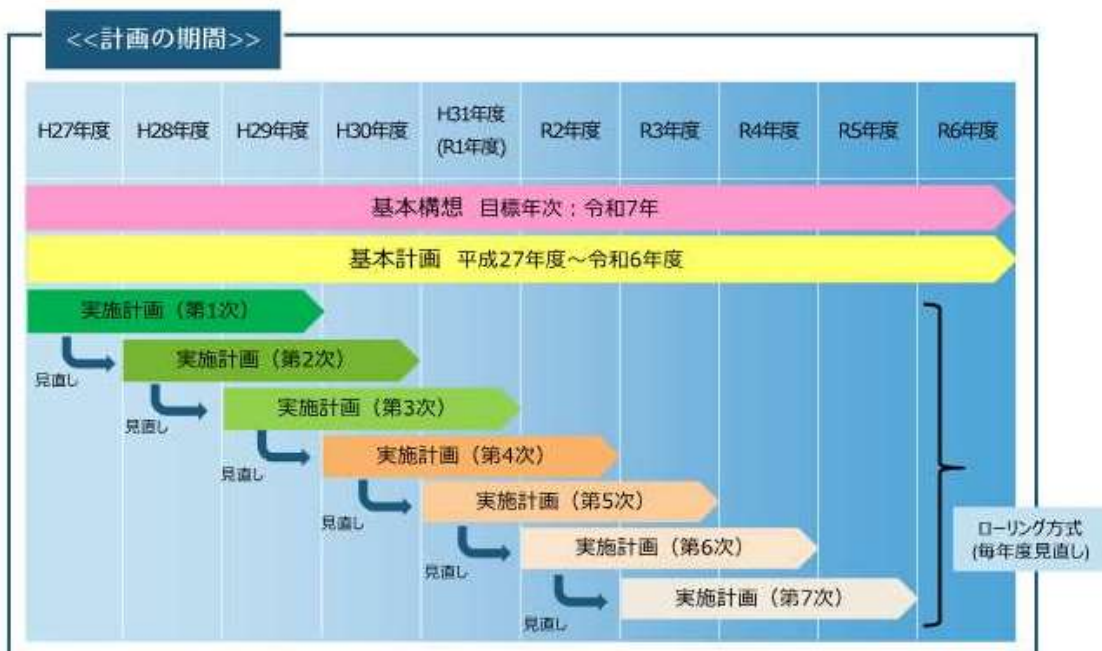 <<計画の期間>>
H27年度
H28年度
H29年度
H30年度
H31年度
(R1年度)
R2年度
R3年度
R4年度
R5年度
R6年度
基本構想 目標年次：令和7年
基本計画 平成27年度～令和6年度
実施計画（第1次）
見直し
実施計画（第2次）
見直し
実施計画（第3次）
見直し
実施計画（第4次）
見直し
実施計画（第5次）
見直し
実施計画（第6次）
見直し
実施計画（第7次）
ローリング方式
(毎年度見直し)